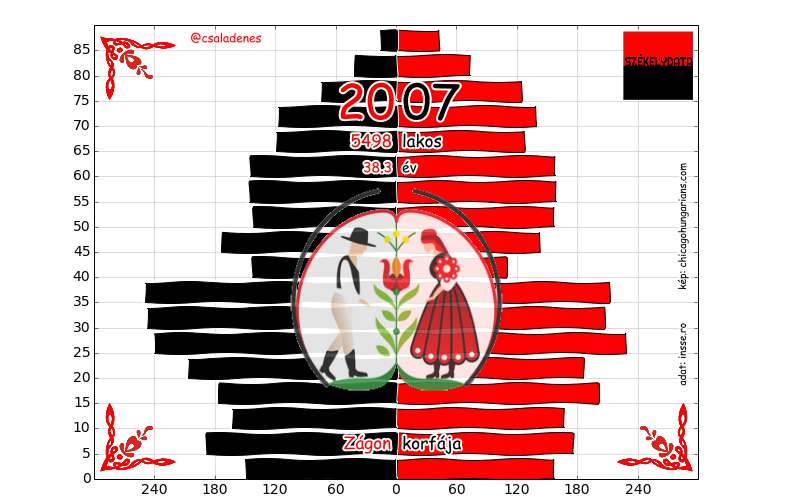 @csaladenes
SZÉKELYDATA
2007
5498 lakos
38.3 év
kép: chicagohungarians.com
adat: insse.ro
Zágon korfája
85
80
75
70
65
60
55
50
45
40
35
30
25
20
15
10
5
0
240 180 120 60 0 60 120 180 240